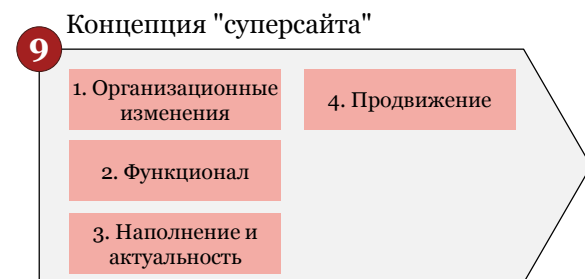 Концепция "суперсайта"
9
1. Организационные
изменения
2. Функционал
3. Наполнение и
актуальность
4. Продвижение